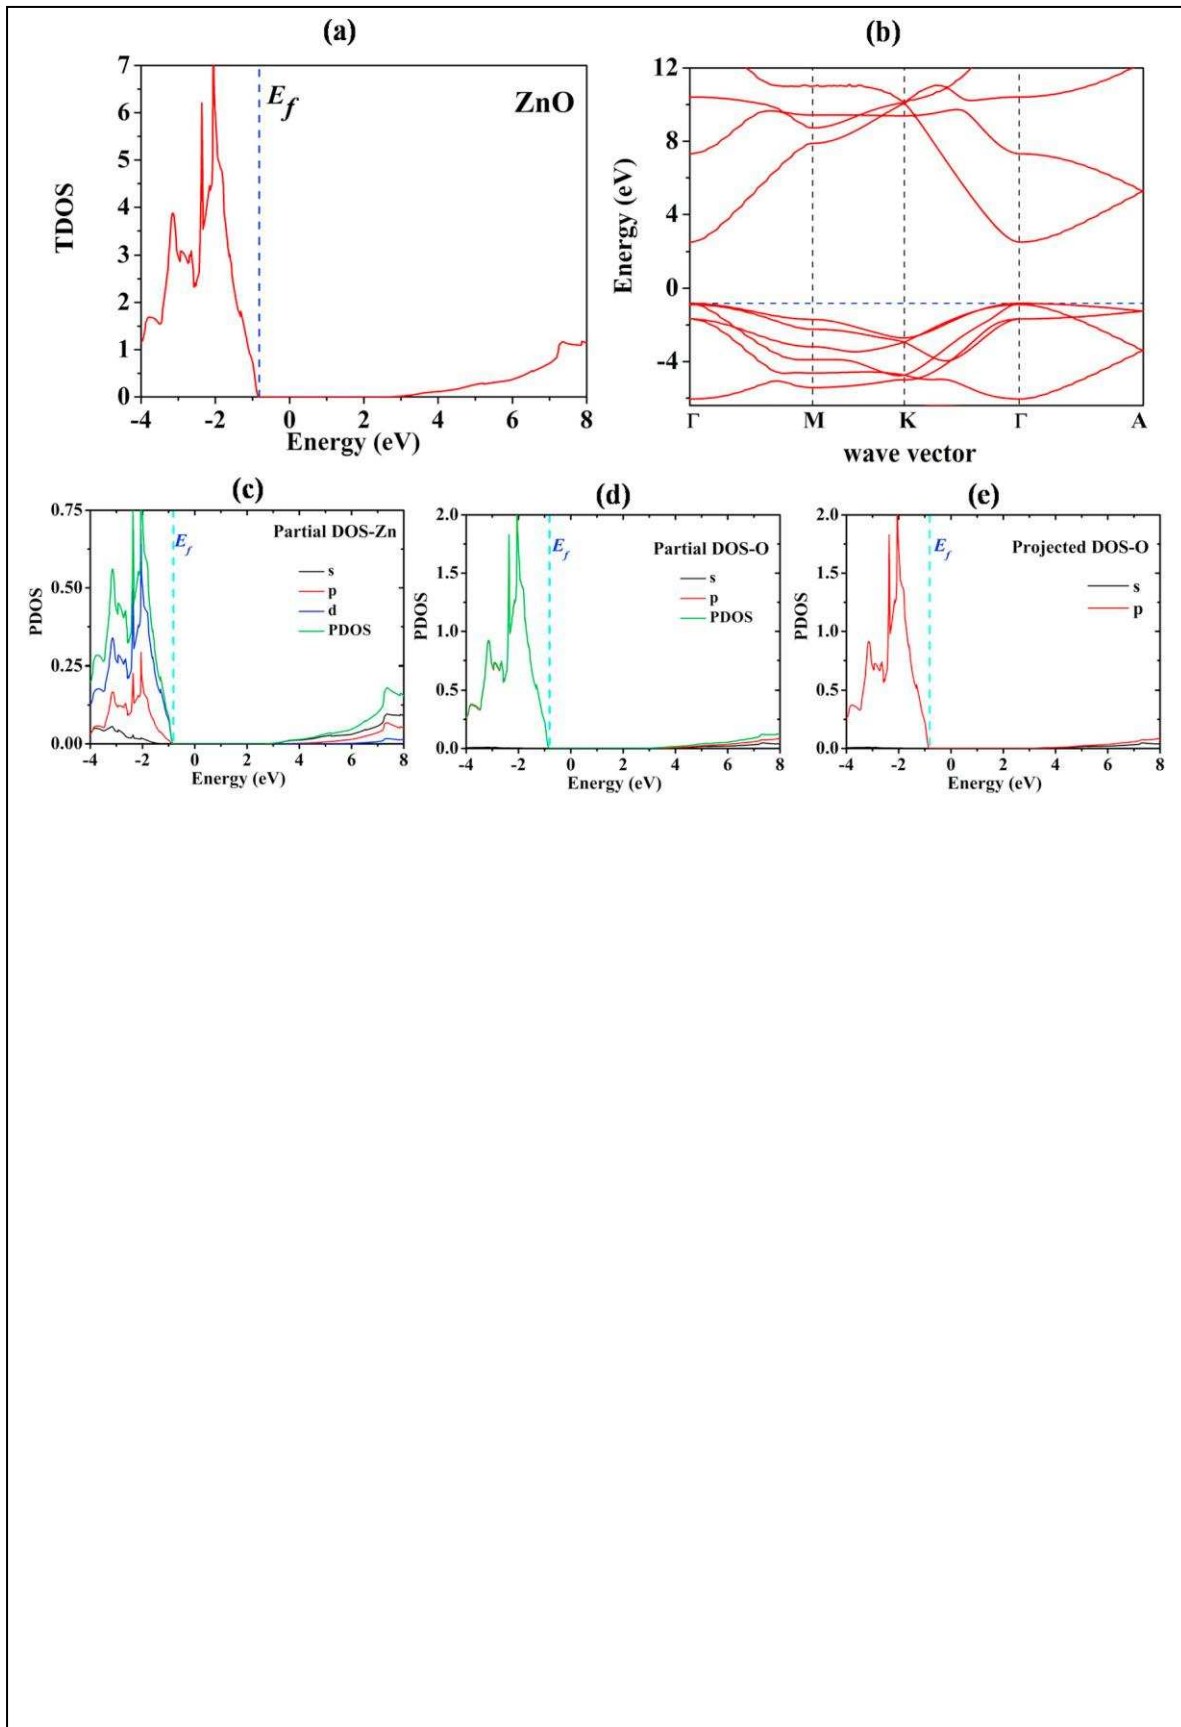 (a)
7
6
5
4
3
2
1
0
TDOS
E_f
ZnO
-4 -2 0 2 4 6 8
Energy (eV)
(b)
12
8
4
0
-4
Energy (eV)
Γ M K Γ A
wave vector
(c)
0.75
0.50
0.25
0.00
PDOS
E_f
Partial DOS-Zn
s
p
d
PDOS
-4 -2 0 2 4 6 8
Energy (eV)
(d)
2.0
1.5
1.0
0.5
0.0
PDOS
E_f
Partial DOS-O
s
p
PDOS
-4 -2 0 2 4 6 8
Energy (eV)
(e)
2.0
1.5
1.0
0.5
0.0
PDOS
E_f
Projected DOS-O
s
p
-4 -2 0 2 4 6 8
Energy (eV)